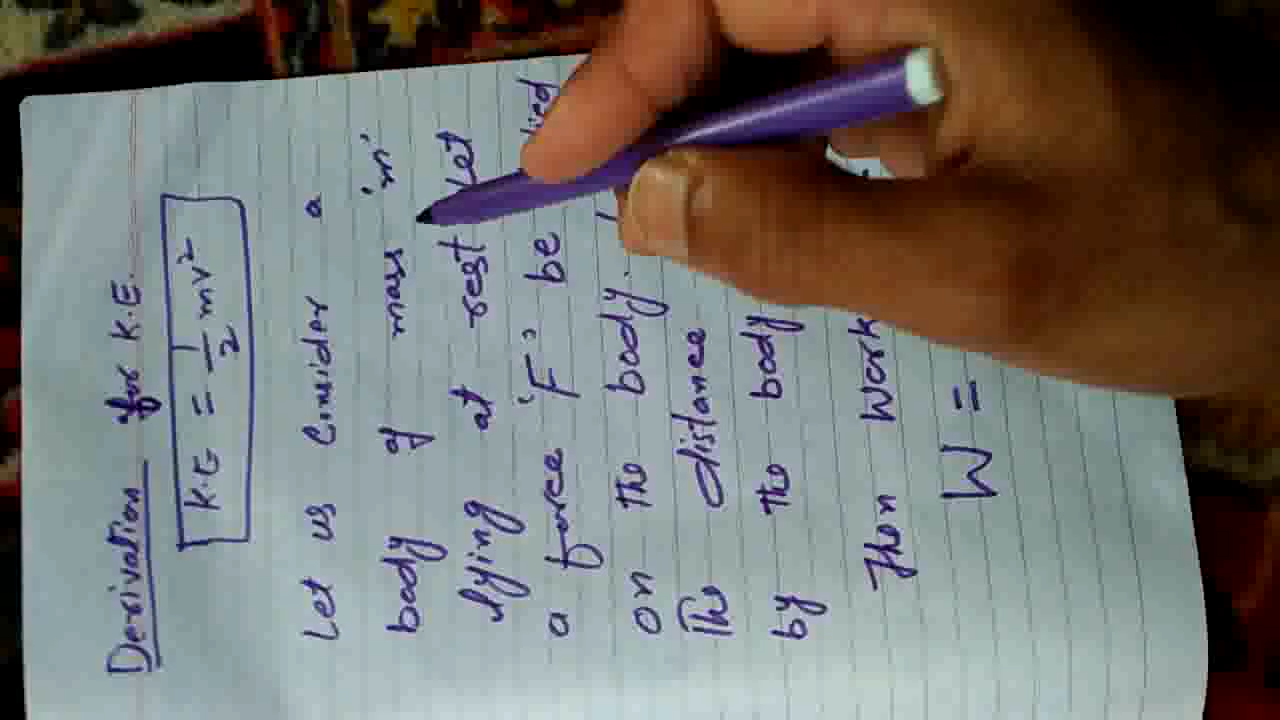 Derivation for K.E.
K.E = 1/2 mv²
Let us Consider a
body of mass 'm'
lying at rest Let
a force 'F' be
on the body.
The distance
by the body
Then work
W =